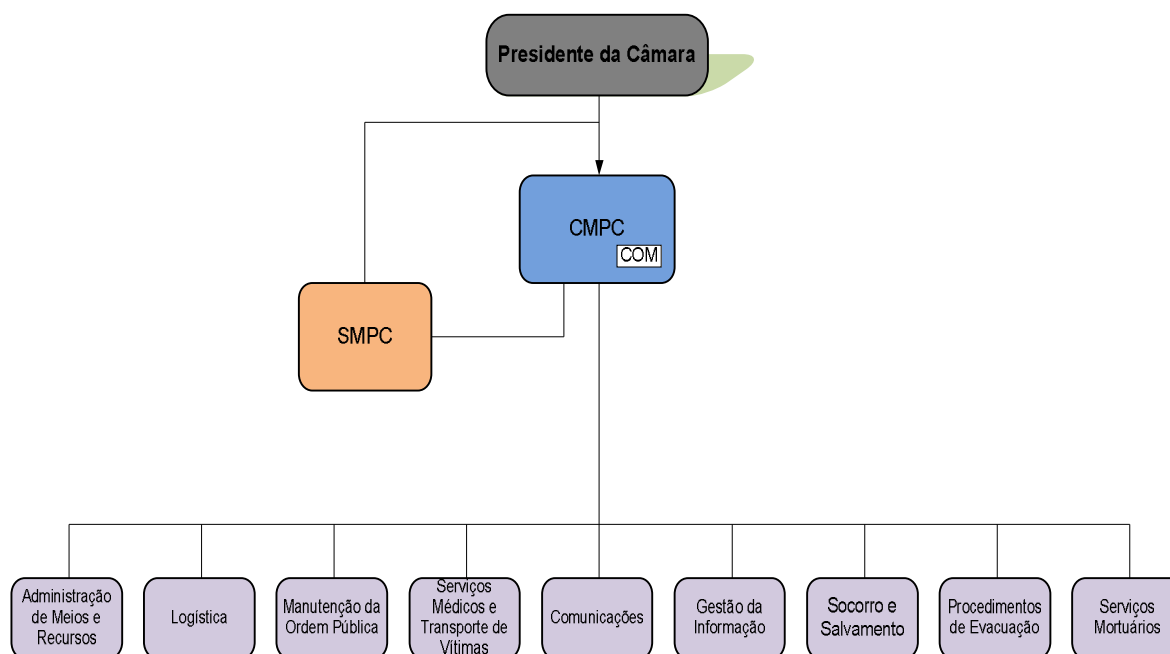 Presidente da Câmara
CMPC
COM
SMPC
Administração
de Meios e
Recursos
Logística
Manutenção da
Ordem Pública
Serviços
Médicos e
Transporte de
Vítimas
Comunicações
Gestão da
Informação
Socorro e
Salvamento
Procedimentos
de Evacuação
Serviços
Mortuários